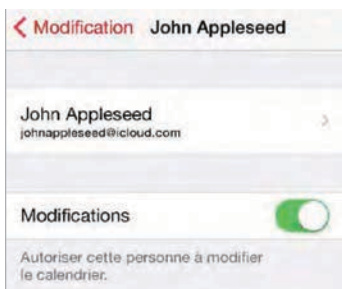 Modification John Appleseed
John Appleseed
johnappleseed@icloud.com
Modifications
Autoriser cette personne à modifier
le calendrier.